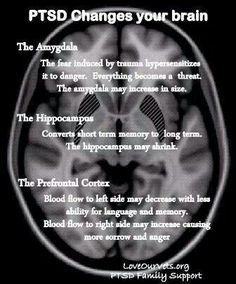 PTSD Changes your brain
The Amygdala
The fear induced by trauma hypersensitizes
it to danger. Everything becomes a threat.
The amygdala may increase in size.
The Hippocampus
Converts short term memory to long term.
The hippocampus may shrink.
The Prefrontal Cortex
Blood flow to left side may decrease with less
ability for language and memory.
Blood flow to right side may increase causing
more sorrow and anger
LoveOurVets.org
PTSD Family Support